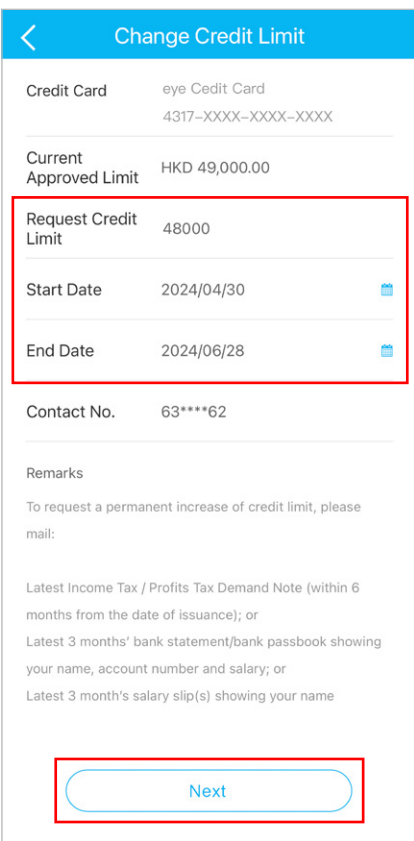 Change Credit Limit
Credit Card
eye Cedit Card
4317-XXXX-XXXX-XXXX
Current
Approved Limit
HKD 49,000.00
Request Credit
Limit
48000
Start Date
2024/04/30
End Date
2024/06/28
Contact No.
63****62
Remarks
To request a permanent increase of credit limit, please
mail:
Latest Income Tax / Profits Tax Demand Note (within 6
months from the date of issuance); or
Latest 3 months' bank statement/bank passbook showing
your name, account number and salary; or
Latest 3 month's salary slip(s) showing your name
Next